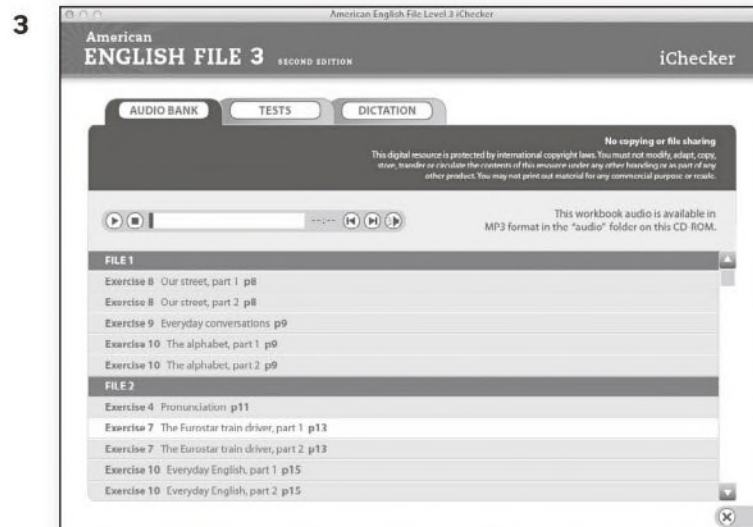 3
American English File Level 3 iChecker
American
ENGLISH FILE 3 SECOND EDITION
iChecker
AUDIO BANK TESTS DICTATION
No copying or file sharing
This digital resource is protected by international copyright laws. You must not modify, adapt, copy,
store, transfer or circulate the contents of this resource under any other branding or as part of any
other product. You may not print out material for any commercial purpose or resale.
--:--
This workbook audio is available in
MP3 format in the "audio" folder on this CD-ROM.
FILE 1
Exercise 8 Our street, part 1 p8
Exercise 8 Our street, part 2 p8
Exercise 9 Everyday conversations p9
Exercise 10 The alphabet, part 1 p9
Exercise 10 The alphabet, part 2 p9
FILE 2
Exercise 4 Pronunciation p11
Exercise 7 The Eurostar train driver, part 1 p13
Exercise 7 The Eurostar train driver, part 2 p13
Exercise 10 Everyday English, part 1 p15
Exercise 10 Everyday English, part 2 p15